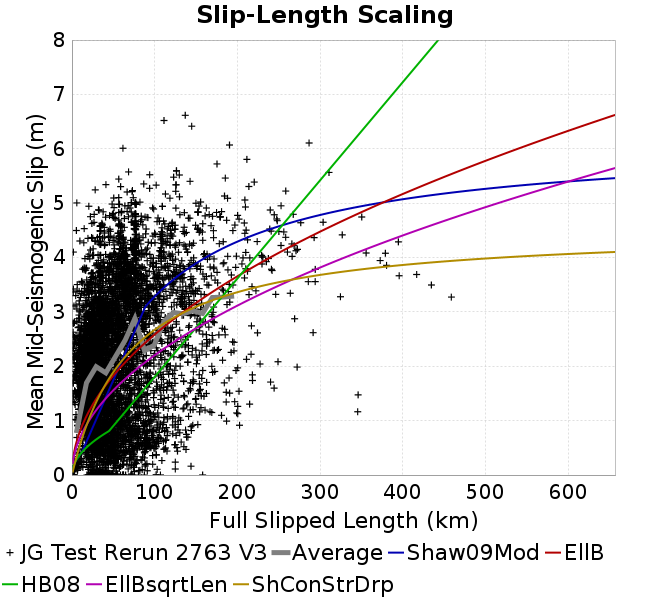 Slip-Length Scaling
8
7
6
5
4
3
2
1
0
Mean Mid-Seismogenic Slip (m)
0 100 200 300 400 500 600
Full Slipped Length (km)
JG Test Rerun 2763 V3 Average Shaw09Mod EllB
HB08 EllBsqrtLen ShConStrDrp